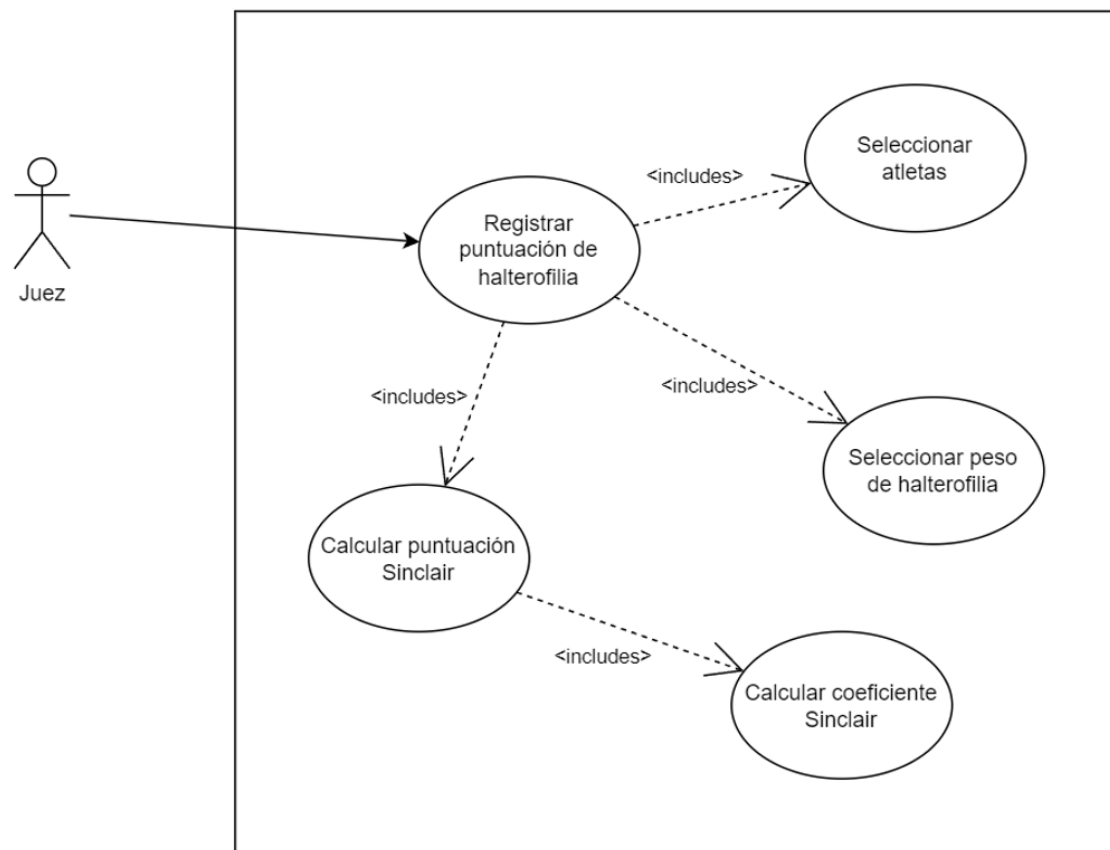 Seleccionar
atletas
<includes>
Registrar
puntuación de
halterofilia
Juez
<includes>
<includes>
Seleccionar peso
de halterofilia
Calcular puntuación
Sinclair
<includes>
Calcular coeficiente
Sinclair